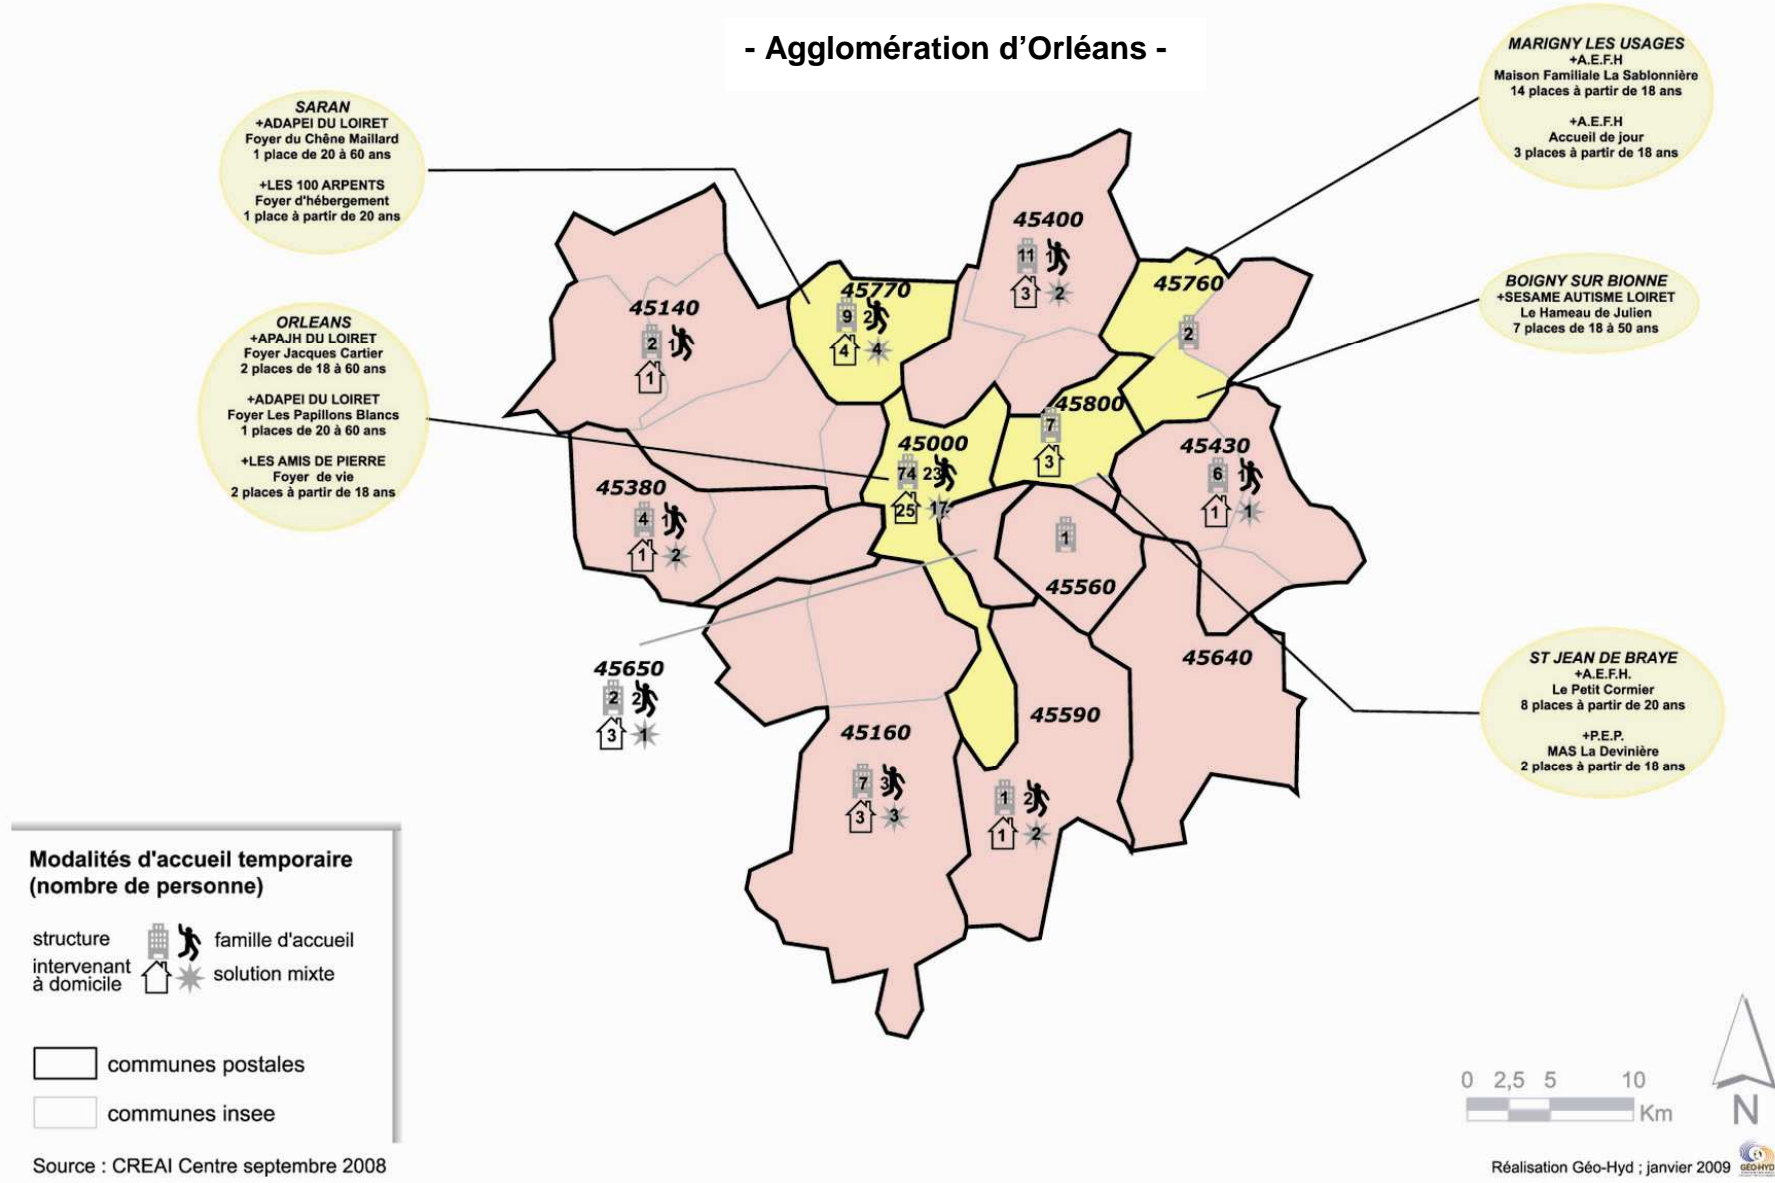 - Agglomération d'Orléans -
SARAN
+ADAPEI DU LOIRET
Foyer du Chêne Maillard
1 place de 20 à 60 ans
+LES 100 ARPENTS
Foyer d'hébergement
1 place à partir de 20 ans
MARIGNY LES USAGES
+A.E.F.H
Maison Familiale La Sablonnière
14 places à partir de 18 ans
+A.E.F.H
Accueil de jour
3 places à partir de 18 ans
BOIGNY SUR BIONNE
+SESAME AUTISME LOIRET
Le Hameau de Julien
7 places de 18 à 50 ans
ORLEANS
+APAJH DU LOIRET
Foyer Jacques Cartier
2 places de 18 à 60 ans
+ADAPEI DU LOIRET
Foyer Les Papillons Blancs
1 places de 20 à 60 ans
+LES AMIS DE PIERRE
Foyer de vie
2 places à partir de 18 ans
ST JEAN DE BRAYE
+A.E.F.H.
Le Petit Cormier
8 places à partir de 20 ans
+P.E.P.
MAS La Devinière
2 places à partir de 18 ans
45400
11 1
3 2
45760
2
45770
9 2
4 4
45140
2 1
1
45800
7
3
45000
74 23
25 17
45430
6 1
1 1
45380
4 1
1 2
1
45560
45640
45650
2 2
3 1
45160
7 3
3 3
45590
1 2
1 2
Modalités d'accueil temporaire
(nombre de personne)
structure famille d'accueil
intervenant
à domicile solution mixte
communes postales
communes insee
Source : CREAI Centre septembre 2008
0 2,5 5 10
Km
N
Réalisation Géo-Hyd ; janvier 2009
GÉO-HYD